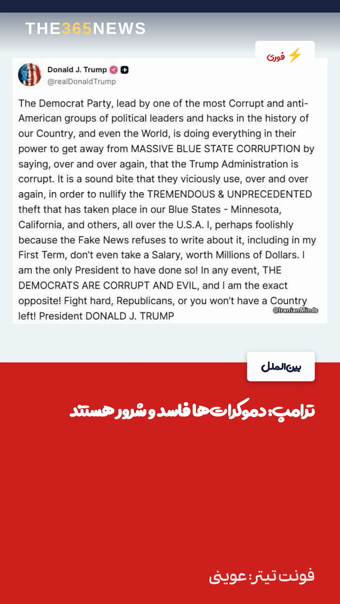 THE365NEWS
فوری
Donald J. Trump
@realDonaldTrump
The Democrat Party, lead by one of the most Corrupt and anti-
American groups of political leaders and hacks in the history of
our Country, and even the World, is doing everything in their
power to get away from MASSIVE BLUE STATE CORRUPTION by
saying, over and over again, that the Trump Administration is
corrupt. It is a sound bite that they viciously use, over and over
again, in order to nullify the TREMENDOUS & UNPRECEDENTED
theft that has taken place in our Blue States - Minnesota,
California, and others, all over the U.S.A. I, perhaps foolishly
because the Fake News refuses to write about it, including in my
First Term, don't even take a Salary, worth Millions of Dollars. I
am the only President to have done so! In any event, THE
DEMOCRATS ARE CORRUPT AND EVIL, and I am the exact
opposite! Fight hard, Republicans, or you won't have a Country
left! President DONALD J. TRUMP
@IranianMinds
بین‌الملل
ترامپ: دموکرات‌ها فاسد و شرور هستند
فونت تیتر: عوینی